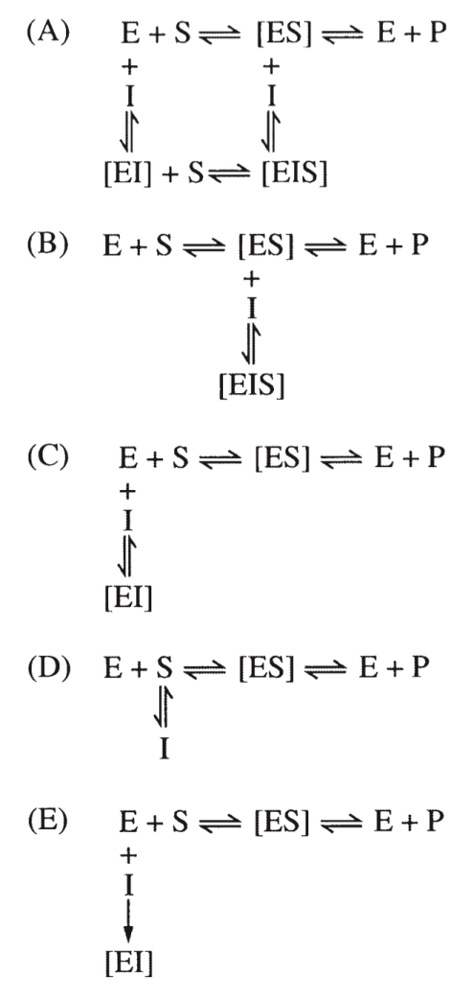 (A) E + S ⇌ [ES] ⇌ E + P
+ +
I I
⇌ ⇌
[EI] + S ⇌ [EIS]
(B) E + S ⇌ [ES] ⇌ E + P
+
I
⇌
[EIS]
(C) E + S ⇌ [ES] ⇌ E + P
+
I
⇌
[EI]
(D) E + S ⇌ [ES] ⇌ E + P
⇌
I
(E) E + S ⇌ [ES] ⇌ E + P
+
I
↓
[EI]